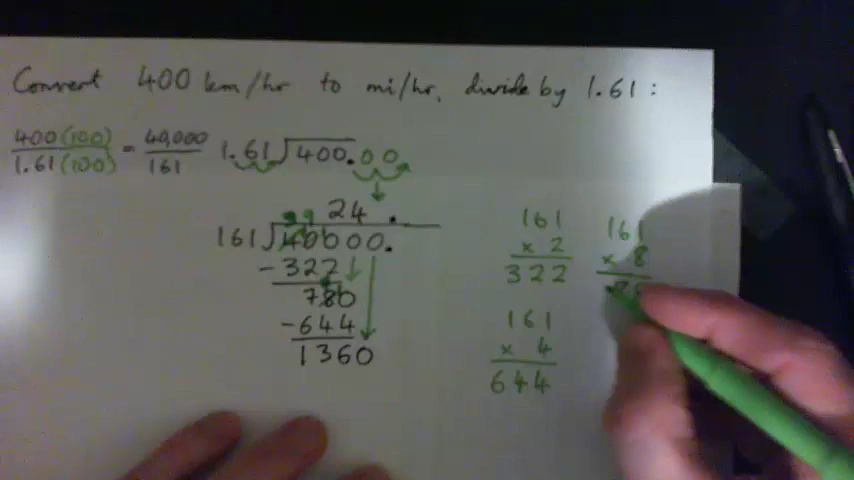 Convert 400 km/hr to mi/hr, divide by 1.61 :
400(100) / 1.61(100) = 40,000 / 161
1.61 ) 400.00
24 .
161 ) 40000.
- 322
780
- 644
1360
161
x 2
322
161
x 4
644
161
x 8